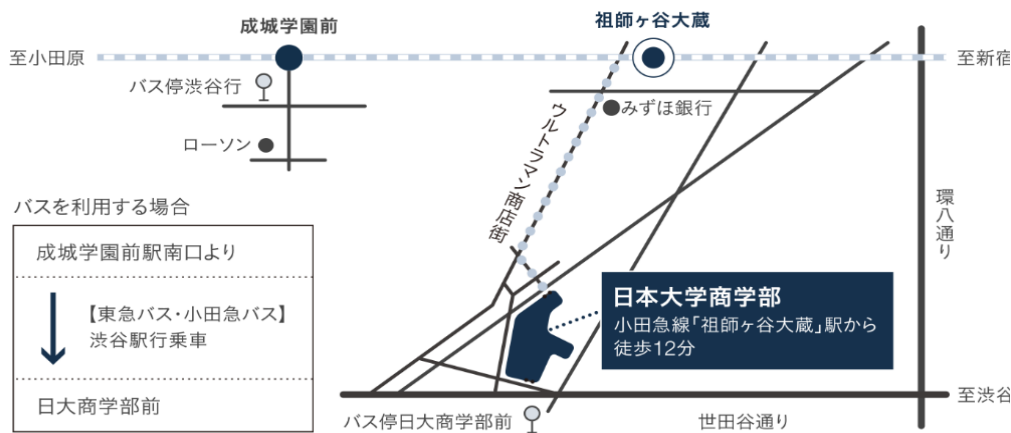 成城学園前
祖師ヶ谷大蔵
至小田原
至新宿
バス停渋谷行
みずほ銀行
ローソン
ウルトラマン商店街
環八通り
バスを利用する場合
成城学園前駅南口より
【東急バス・小田急バス】
渋谷駅行乗車
日大商学部前
日本大学商学部
小田急線「祖師ヶ谷大蔵」駅から
徒歩12分
至渋谷
バス停日大商学部前
世田谷通り